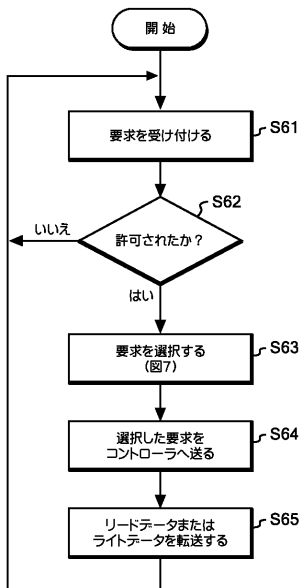 開 始
要求を受け付ける
S61
S62
許可されたか？
いいえ
はい
要求を選択する
(図7)
S63
選択した要求を
コントローラへ送る
S64
リードデータまたは
ライトデータを転送する
S65